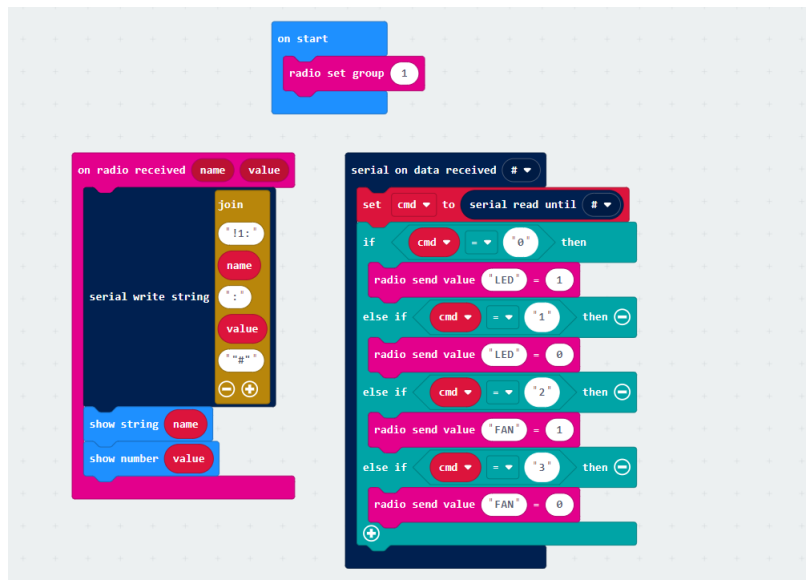 on start
radio set group 1
on radio received name value
join
"!1:"
name
serial write string ":"
value
""#""
show string name
show number value
serial on data received #
set cmd to serial read until #
if cmd = "0" then
radio send value "LED" = 1
else if cmd = "1" then
radio send value "LED" = 0
else if cmd = "2" then
radio send value "FAN" = 1
else if cmd = "3" then
radio send value "FAN" = 0